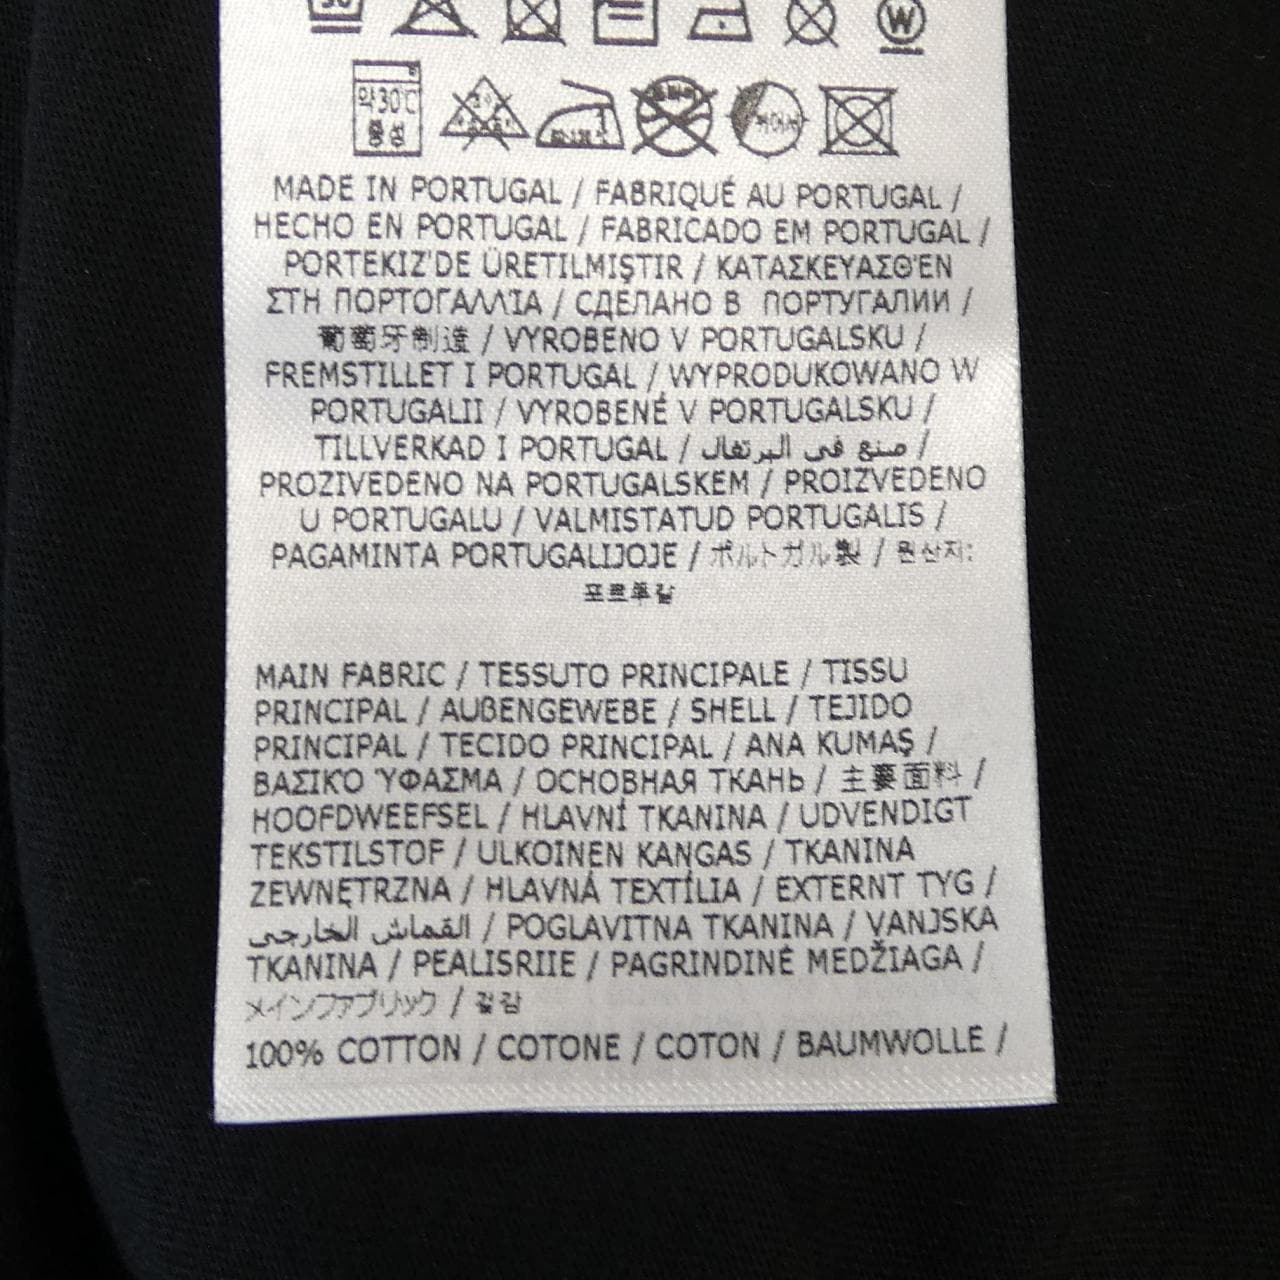 30
W
약30℃
중성
80-120℃
드라이
MADE IN PORTUGAL / FABRIQUÉ AU PORTUGAL /
HECHO EN PORTUGAL / FABRICADO EM PORTUGAL /
PORTEKIZ'DE ÜRETILMIŞTIR / ΚΑΤΑΣΚΕΥΑΣΘΈΝ
ΣΤΗ ΠΟΡΤΟΓΑΛΛΊΑ / СДЕЛАНО В ПОРТУГАЛИИ /
葡萄牙制造 / VYROBENO V PORTUGALSKU /
FREMSTILLET I PORTUGAL / WYPRODUKOWANO W
PORTUGALII / VYROBENÉ V PORTUGALSKU /
TILLVERKAD I PORTUGAL / صنع في البرتغال /
PROZIVEDENO NA PORTUGALSKEM / PROIZVEDENO
U PORTUGALU / VALMISTATUD PORTUGALIS /
PAGAMINTA PORTUGALIJOJE / ポルトガル製 / 원산지:
포르투갈
MAIN FABRIC / TESSUTO PRINCIPALE / TISSU
PRINCIPAL / AUßENGEWEBE / SHELL / TEJIDO
PRINCIPAL / TECIDO PRINCIPAL / ANA KUMAŞ /
ΒΑΣΙΚΌ ΎΦΑΣΜΑ / ОСНОВНАЯ ТКАНЬ / 主要面料 /
HOOFDWEEFSEL / HLAVNÍ TKANINA / UDVENDIGT
TEKSTILSTOF / ULKOINEN KANGAS / TKANINA
ZEWNĘTRZNA / HLAVNÁ TEXTÍLIA / EXTERNT TYG /
القماش الخارجي / POGLAVITNA TKANINA / VANJSKA
TKANINA / PEALISRIIE / PAGRINDINĖ MEDŽIAGA /
メインファブリック / 겉감
100% COTTON / COTONE / COTON / BAUMWOLLE /